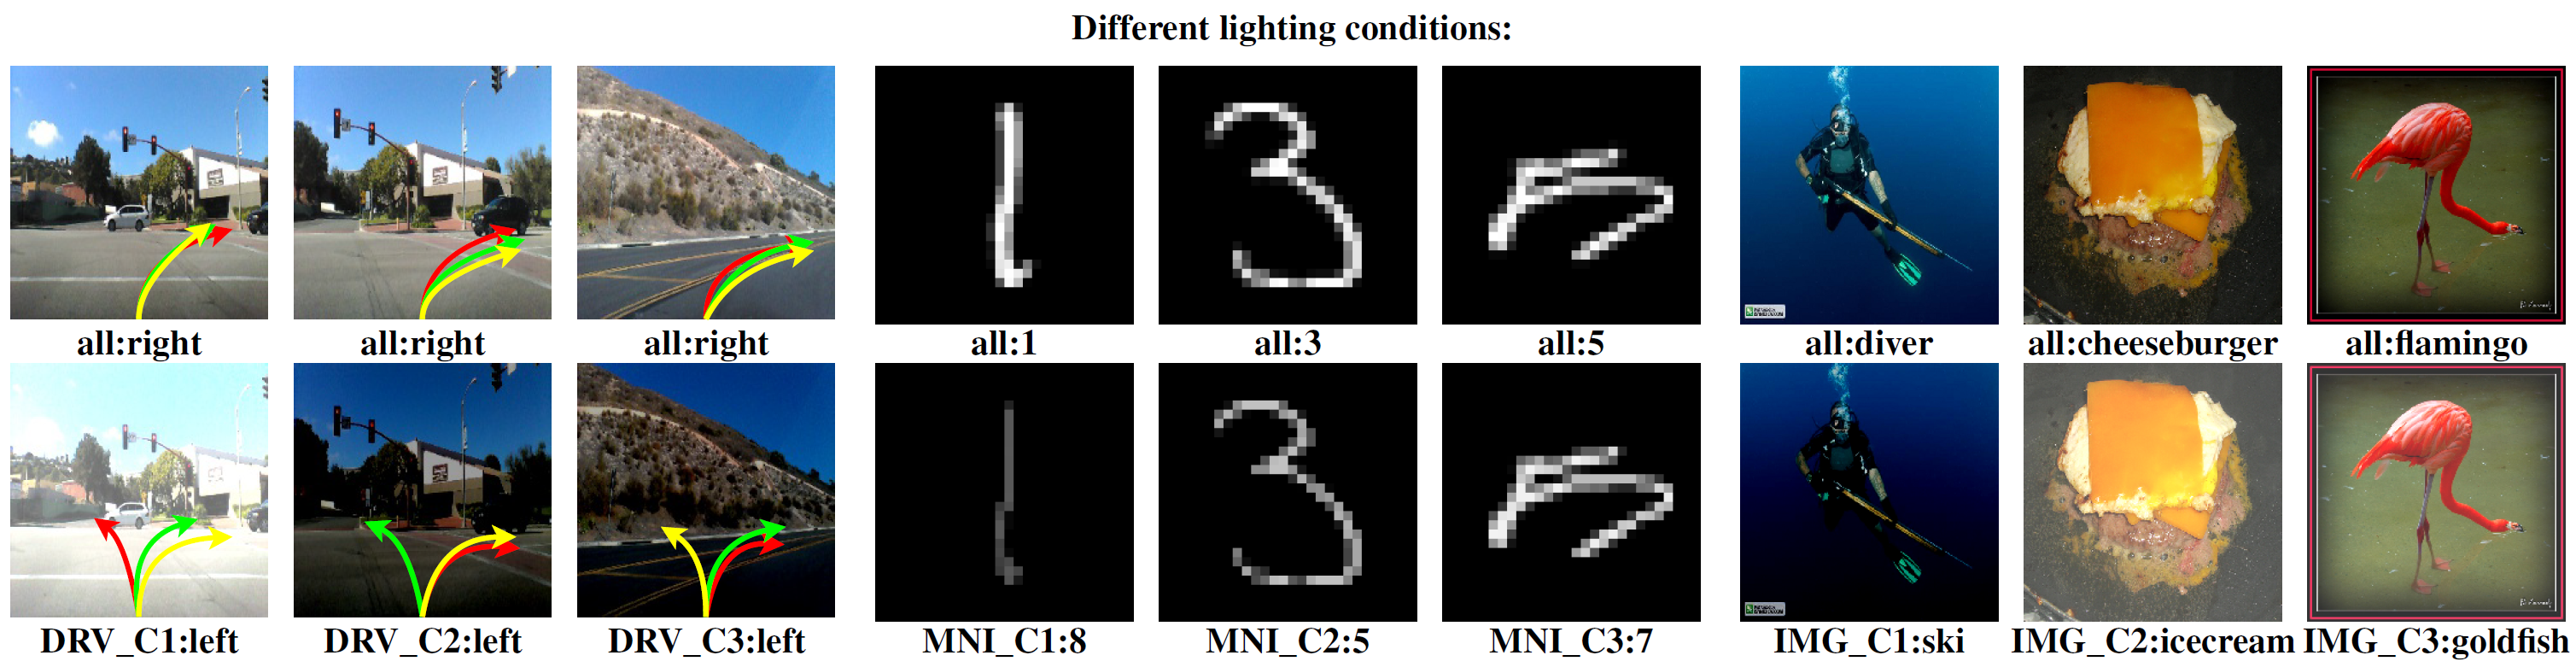 Different lighting conditions:
all:right all:right all:right all:1 all:3 all:5 all:diver all:cheeseburger all:flamingo
DRV_C1:left DRV_C2:left DRV_C3:left MNI_C1:8 MNI_C2:5 MNI_C3:7 IMG_C1:ski IMG_C2:icecream IMG_C3:goldfish